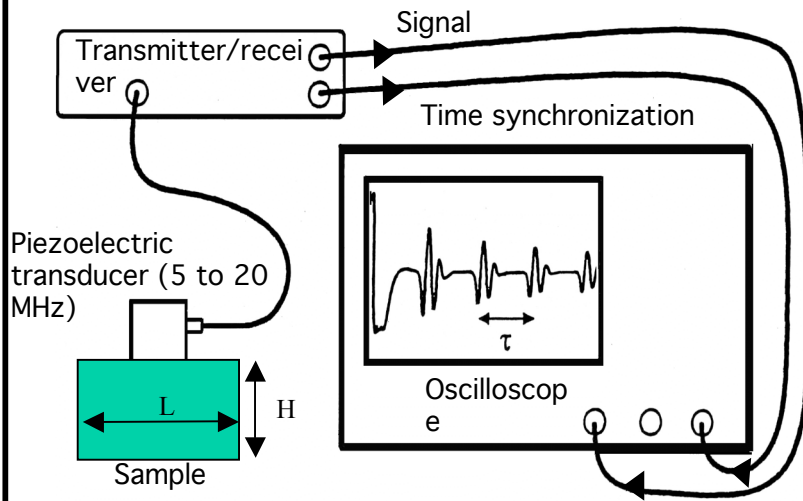 Signal
Transmitter/recei
ver
Time synchronization
Piezoelectric
transducer (5 to 20
MHz)
τ
L
H
Oscilloscop
e
Sample